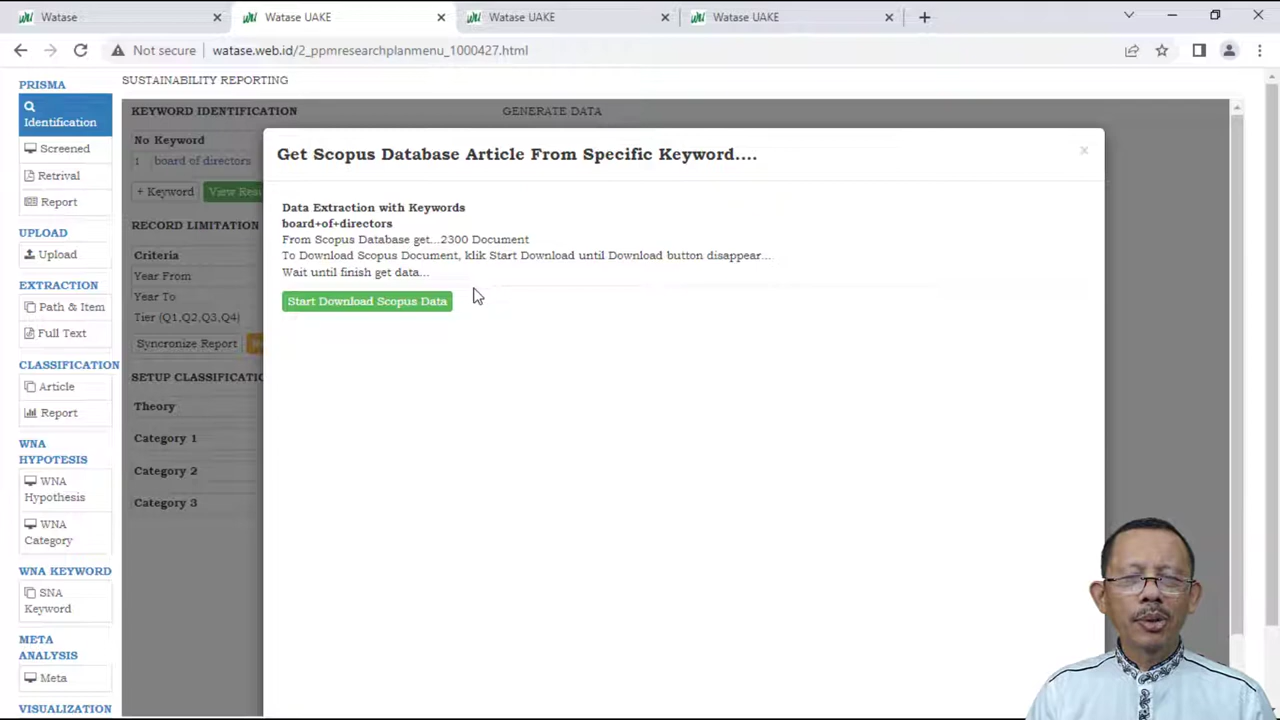 Watase
Watase UAKE
Watase UAKE
Watase UAKE
Not secure
watase.web.id/2_ppmresearchplanmenu_1000427.html
PRISMA
Identification
Screened
Retrival
Report
UPLOAD
Upload
EXTRACTION
Path & Item
Full Text
CLASSIFICATION
Article
Report
WNA
HYPOTESIS
WNA
Hypothesis
WNA
Category
WNA KEYWORD
SNA
Keyword
META
ANALYSIS
Meta
VISUALIZATION
SUSTAINABILITY REPORTING
KEYWORD IDENTIFICATION
GENERATE DATA
No Keyword
1 board of directors
+ Keyword
View Resu
RECORD LIMITATION
Criteria
Year From
Year To
Tier (Q1,Q2,Q3,Q4)
Syncronize Report
SETUP CLASSIFICATIO
Theory
Category 1
Category 2
Category 3
Get Scopus Database Article From Specific Keyword....
×
Data Extraction with Keywords
board+of+directors
From Scopus Database get...2300 Document
To Download Scopus Document, klik Start Download until Download button disappear...
Wait until finish get data...
Start Download Scopus Data